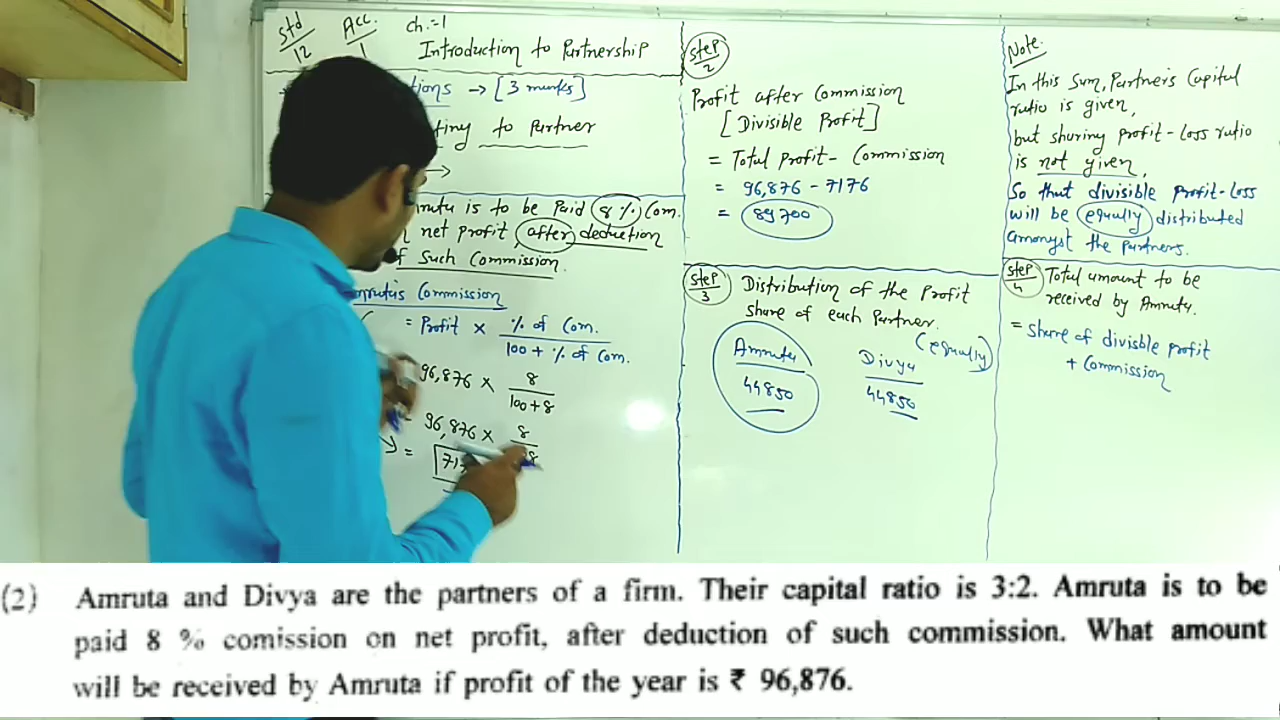 Std
12
Acc.
1
ch.=1
Introduction to Partnership
tions → [3 marks]
to Partner
Amruta is to be Paid 8% Com.
net profit, after deduction
of Such Commission.
Amruta's Commission
= Profit × % of Com.
100 + % of Com.
96,876 × 8
100+8
= 96,876 × 8
=
Step
2
Profit after Commission
[Divisible Profit]
= Total Profit - Commission
= 96,876 - 7176
= 89700
Step
3
Distribution of the Profit
share of each Partner.
(equally)
Amruta
44850
Divya
44850
Note:
In this Sum, Partner's Capital
ratio is given,
but sharing profit-Loss ratio
is not given,
So that divisible profit-Loss
will be equally distributed
amongst the partners.
Step
4
Total amount to be
received by Amruta.
= share of divisble profit
+ Commission
(2) Amruta and Divya are the partners of a firm. Their capital ratio is 3:2. Amruta is to be
paid 8 % comission on net profit, after deduction of such commission. What amount
will be received by Amruta if profit of the year is ₹ 96,876.